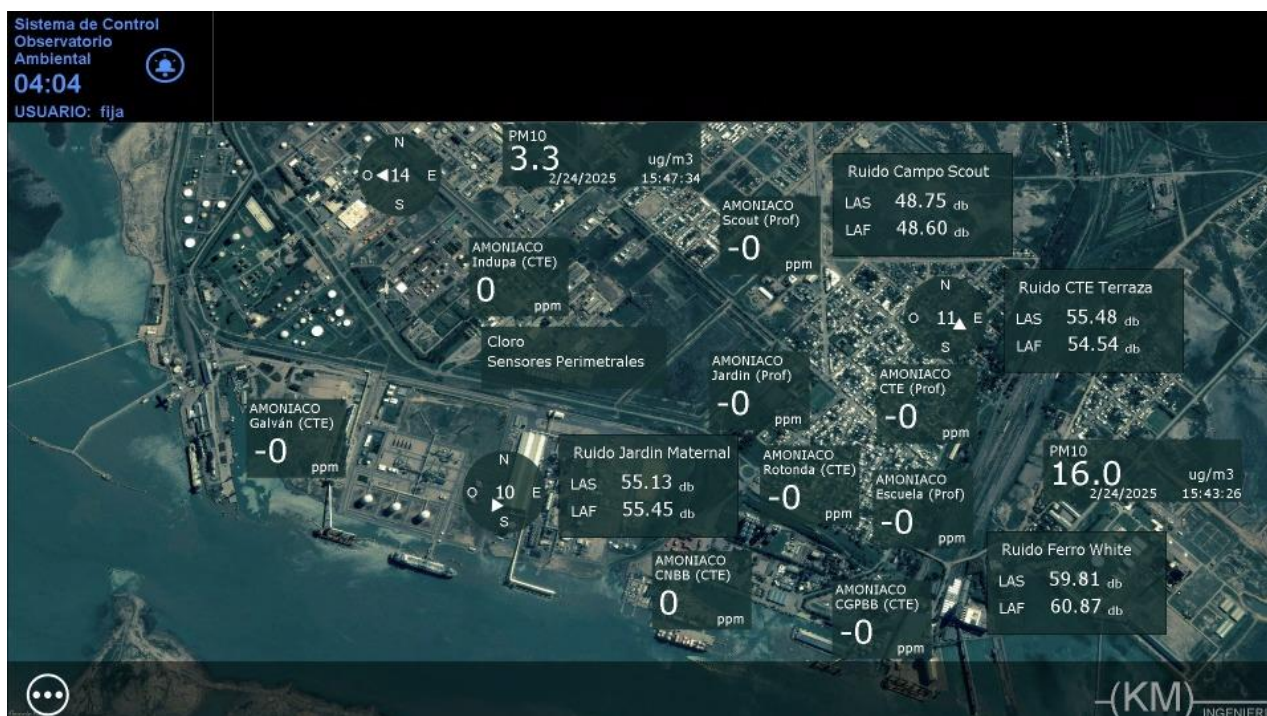 Sistema de Control
Observatorio
Ambiental
04:04
USUARIO: fija
N
O 14 E
S
PM10
3.3 ug/m3
2/24/2025 15:47:34
Ruido Campo Scout
LAS 48.75 db
LAF 48.60 db
AMONIACO
Scout (Prof)
-0
ppm
AMONIACO
Indupa (CTE)
0
ppm
N
O 11 E
S
Ruido CTE Terraza
LAS 55.48 db
LAF 54.54 db
Cloro
Sensores Perimetrales
AMONIACO
Jardin (Prof)
-0
ppm
AMONIACO
CTE (Prof)
-0
ppm
AMONIACO
Galván (CTE)
-0
ppm
N
O 10 E
S
Ruido Jardin Maternal
LAS 55.13 db
LAF 55.45 db
AMONIACO
Rotonda (CTE)
-0
ppm
AMONIACO
Escuela (Prof)
-0
ppm
PM10
16.0 ug/m3
2/24/2025 15:43:26
AMONIACO
CNBB (CTE)
0
ppm
AMONIACO
CGPBB (CTE)
-0
ppm
Ruido Ferro White
LAS 59.81 db
LAF 60.87 db
(KM)
INGENIERI